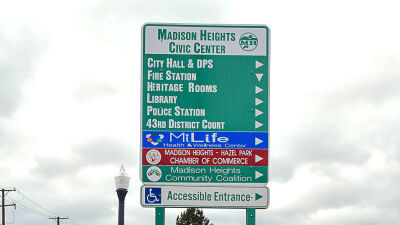 MADISON HEIGHTS
CIVIC CENTER
MH
CITY HALL & DPS
FIRE STATION
HERITAGE ROOMS
LIBRARY
POLICE STATION
43RD DISTRICT COURT
MiLife
Health & Wellness Center
MADISON HEIGHTS - HAZEL PARK
CHAMBER OF COMMERCE
Madison Heights
Community Coalition
Accessible Entrance